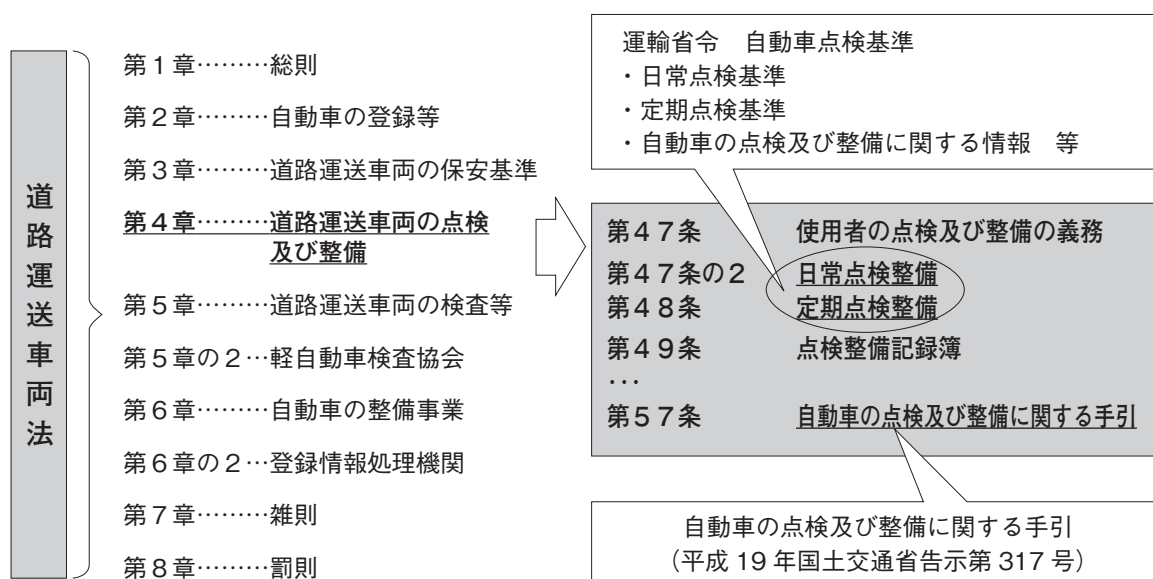 道路運送車両法
第1章………総則
第2章………自動車の登録等
第3章………道路運送車両の保安基準
第4章………道路運送車両の点検
及び整備
第5章………道路運送車両の検査等
第5章の2…軽自動車検査協会
第6章………自動車の整備事業
第6章の2…登録情報処理機関
第7章………雑則
第8章………罰則
運輸省令　自動車点検基準
・日常点検基準
・定期点検基準
・自動車の点検及び整備に関する情報　等
第47条　使用者の点検及び整備の義務
第47条の2　日常点検整備
第48条　定期点検整備
第49条　点検整備記録簿
・・・
第57条　自動車の点検及び整備に関する手引
自動車の点検及び整備に関する手引
（平成 19 年国土交通省告示第 317 号）